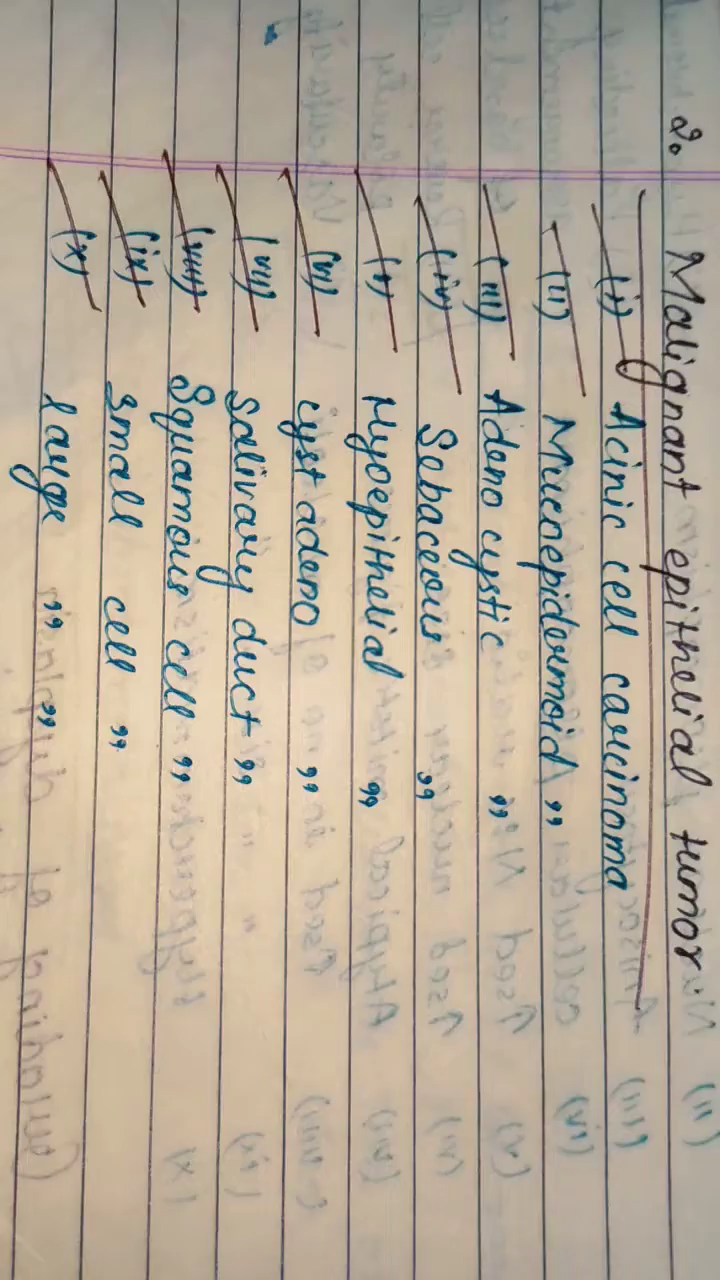 2. Malignant epithelial tumor.
(i) Acinic cell carcinoma
(ii) Mucoepidermoid ,,
(iii) Adeno cystic ,,
(iv) Sebaceous ,,
(v) Myoepithelial ,,
(vi) cyst adeno ,,
(vii) Salivary duct ,,
(viii) Squamous cell ,,
(ix) Small cell ,,
(x) large ,, ,,